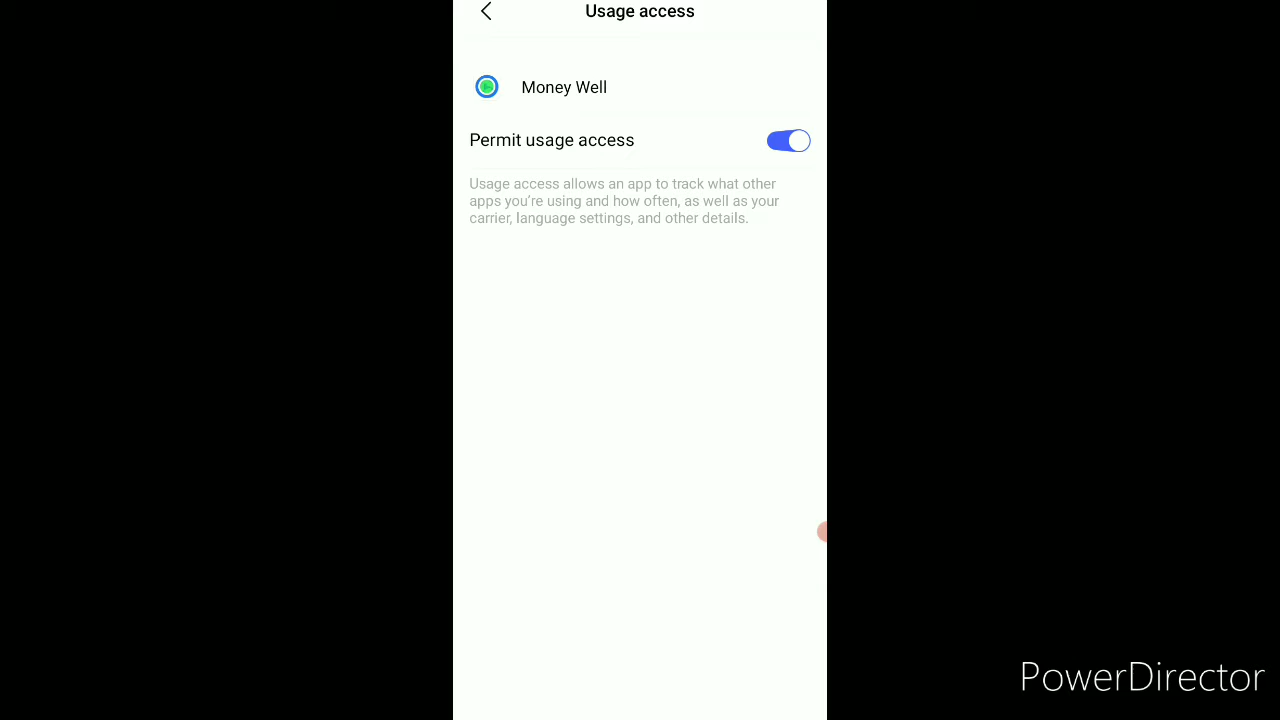 Usage access
Money Well
Permit usage access
Usage access allows an app to track what other
apps you're using and how often, as well as your
carrier, language settings, and other details.
PowerDirector